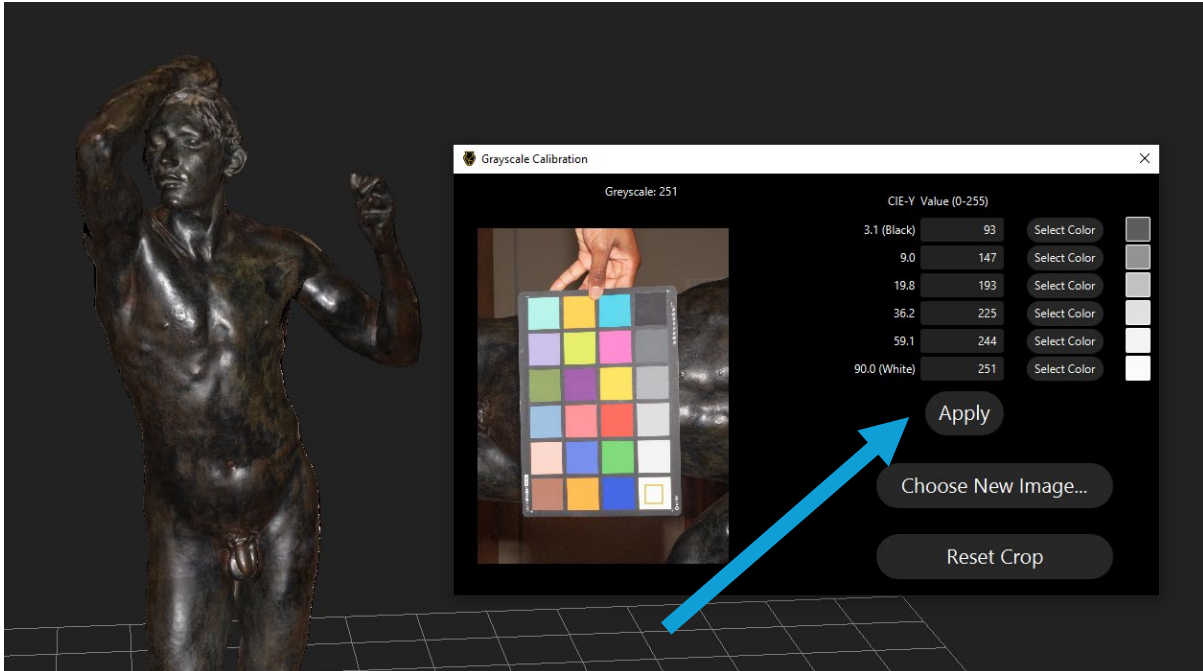 Grayscale Calibration
Greyscale: 251
CIE-Y Value (0-255)
3.1 (Black) 93 Select Color
9.0 147 Select Color
19.8 193 Select Color
36.2 225 Select Color
59.1 244 Select Color
90.0 (White) 251 Select Color
Apply
Choose New Image...
Reset Crop